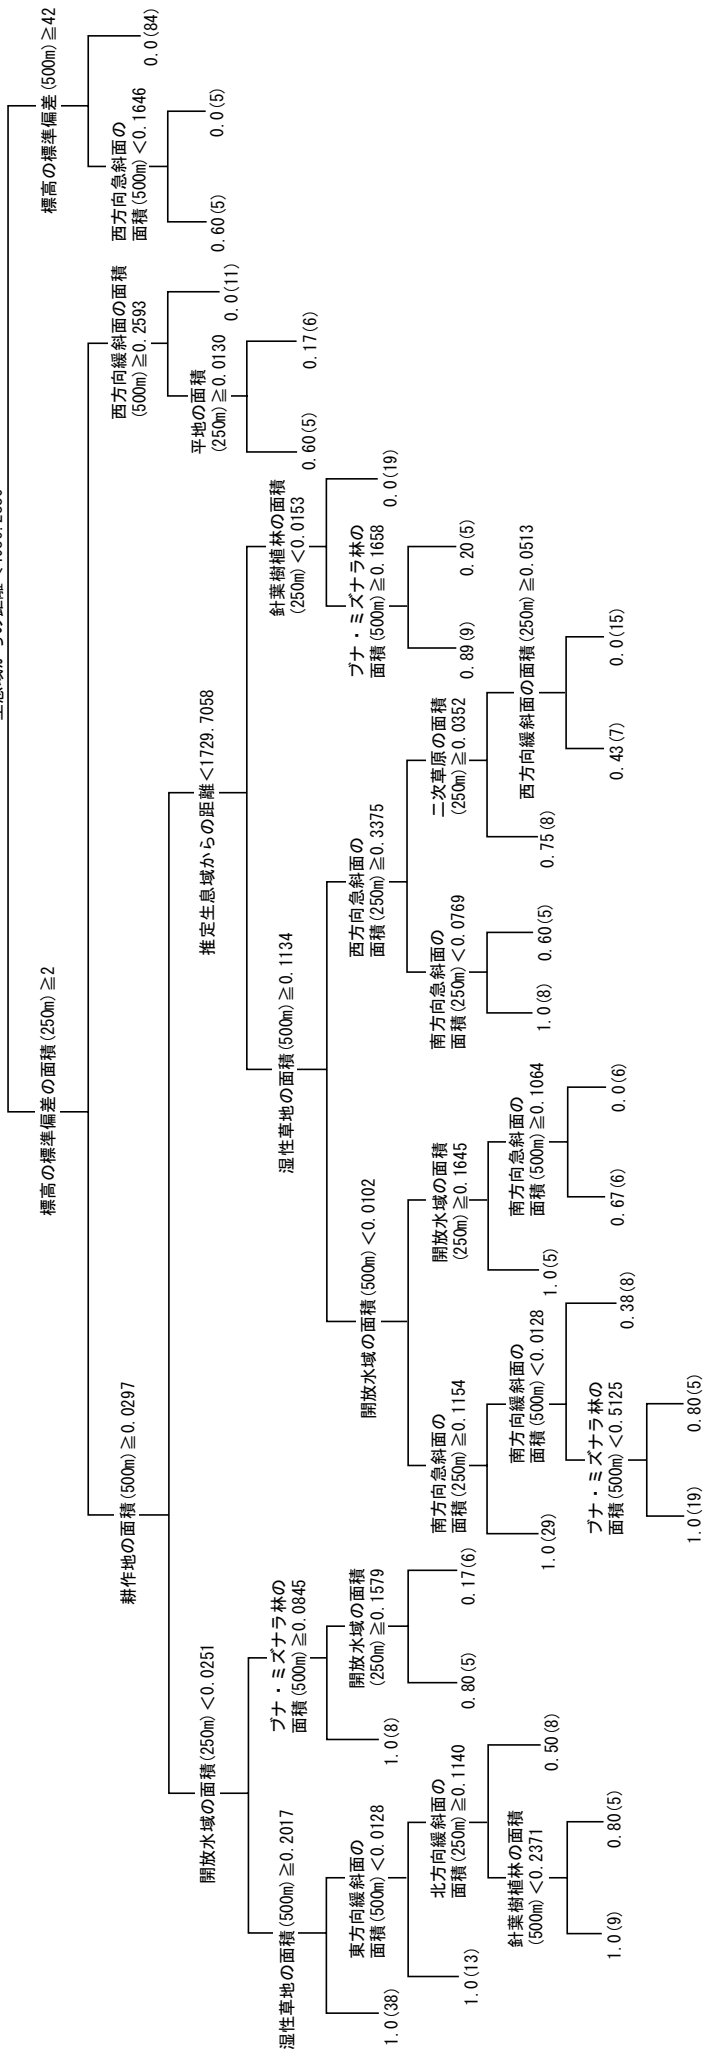 標高の標準偏差の面積(250m)≧2
標高の標準偏差(500m)≧42
耕作地の面積(500m)≧0.0297
西方向緩斜面の面積
(500m)≧0.2593
西方向急斜面の
面積(500m)<0.1646
0.0(84)
開放水域の面積(250m)<0.0251
推定生息域からの距離<1729.7058
平地の面積
(250m)≧0.0130
0.0(11)
0.60(5)
0.0(5)
湿性草地の面積(500m)≧0.2017
ブナ・ミズナラ林の
面積(500m)≧0.0845
湿性草地の面積(500m)≧0.1134
針葉樹植林の面積
(250m)<0.0153
0.60(5)
0.17(6)
1.0(38)
東方向緩斜面の
面積(500m)<0.0128
1.0(8)
開放水域の面積
(250m)≧0.1579
開放水域の面積(500m)<0.0102
西方向急斜面の
面積(250m)≧0.3375
ブナ・ミズナラ林の
面積(500m)≧0.1658
0.0(19)
1.0(13)
北方向緩斜面の
面積(250m)≧0.1140
0.80(5)
0.17(6)
南方向急斜面の
面積(250m)≧0.1154
開放水域の面積
(250m)≧0.1645
南方向急斜面の
面積(250m)<0.0769
二次草原の面積
(250m)≧0.0352
0.89(9)
0.20(5)
針葉樹植林の面積
(500m)<0.2371
0.50(8)
1.0(29)
南方向緩斜面の
面積(500m)<0.0128
1.0(5)
南方向急斜面の
面積(500m)≧0.1064
1.0(8)
0.60(5)
0.75(8)
西方向緩斜面の面積(250m)≧0.0513
1.0(9)
0.80(5)
ブナ・ミズナラ林の
面積(500m)<0.5125
0.38(8)
0.67(6)
0.0(6)
0.43(7)
0.0(15)
1.0(19)
0.80(5)